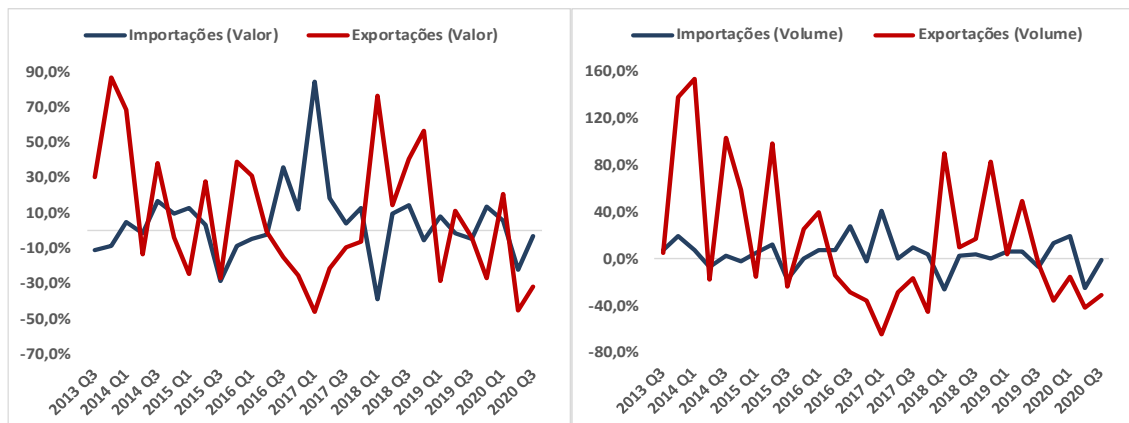 Importações (Valor) Exportações (Valor)
90,0%
70,0%
50,0%
30,0%
10,0%
-10,0%
-30,0%
-50,0%
-70,0%
2013 Q3
2014 Q1
2014 Q3
2015 Q1
2015 Q3
2016 Q1
2016 Q3
2017 Q1
2017 Q3
2018 Q1
2018 Q3
2019 Q1
2019 Q3
2020 Q1
2020 Q3
Importações (Volume) Exportações (Volume)
160,0%
120,0%
80,0%
40,0%
0,0%
-40,0%
-80,0%
2013 Q3
2014 Q1
2014 Q3
2015 Q1
2015 Q3
2016 Q1
2016 Q3
2017 Q1
2017 Q3
2018 Q1
2018 Q3
2019 Q1
2019 Q3
2020 Q1
2020 Q3